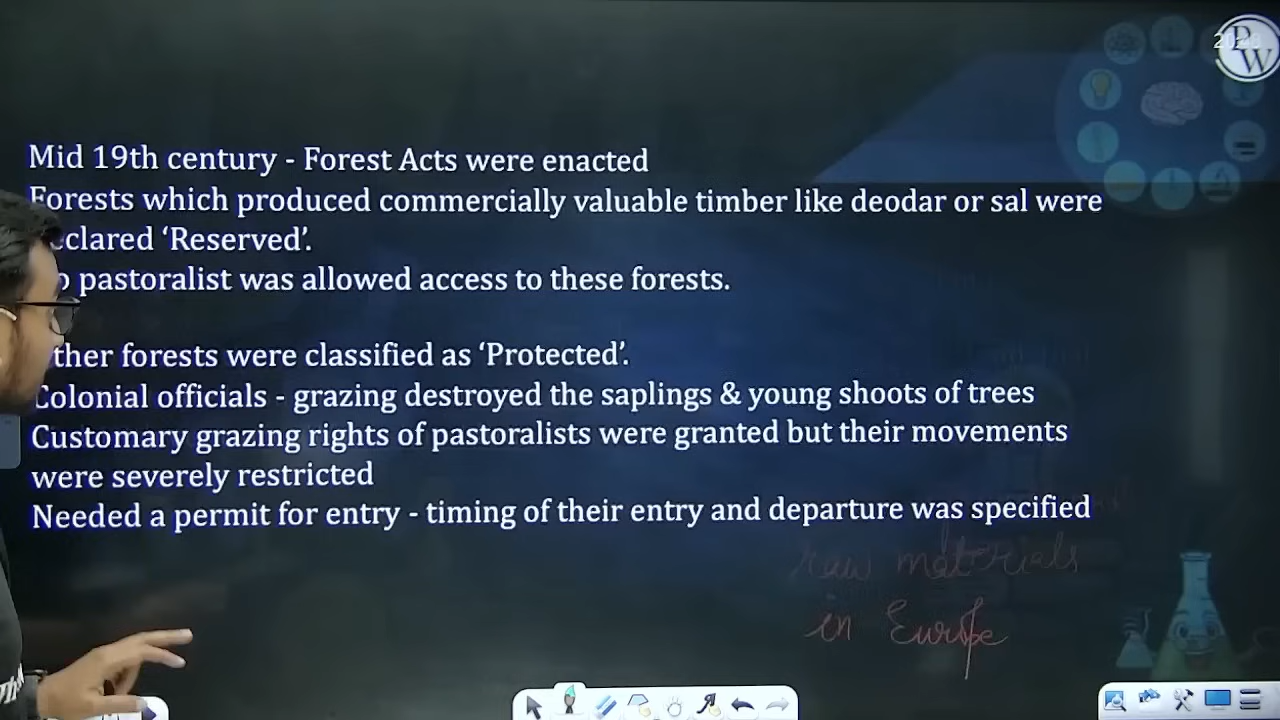 PW
Mid 19th century - Forest Acts were enacted
Forests which produced commercially valuable timber like deodar or sal were
eclared ‘Reserved’.
o pastoralist was allowed access to these forests.
ther forests were classified as ‘Protected’.
Colonial officials - grazing destroyed the saplings & young shoots of trees
Customary grazing rights of pastoralists were granted but their movements
were severely restricted
Needed a permit for entry - timing of their entry and departure was specified
raw materials
in Europe